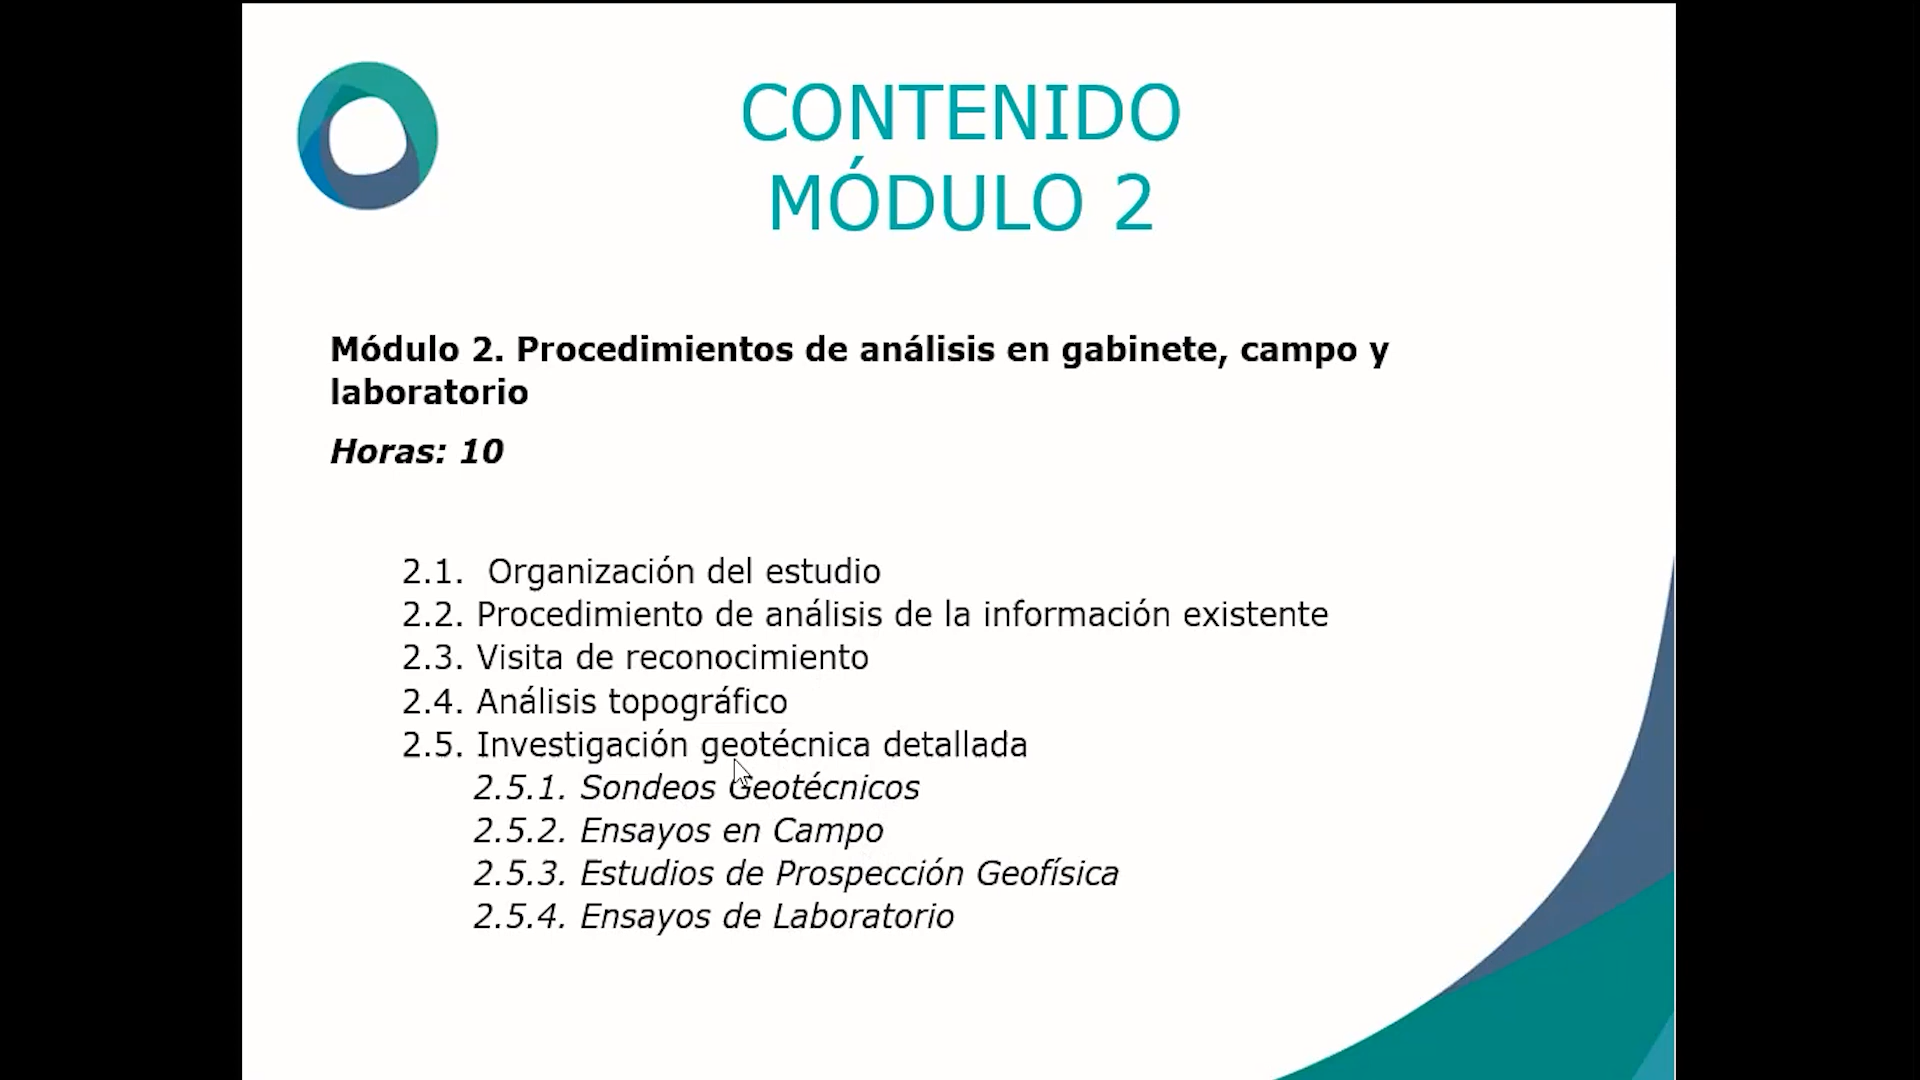 CONTENIDO
MÓDULO 2
Módulo 2. Procedimientos de análisis en gabinete, campo y
laboratorio
Horas: 10
2.1. Organización del estudio
2.2. Procedimiento de análisis de la información existente
2.3. Visita de reconocimiento
2.4. Análisis topográfico
2.5. Investigación geotécnica detallada
2.5.1. Sondeos Geotécnicos
2.5.2. Ensayos en Campo
2.5.3. Estudios de Prospección Geofísica
2.5.4. Ensayos de Laboratorio